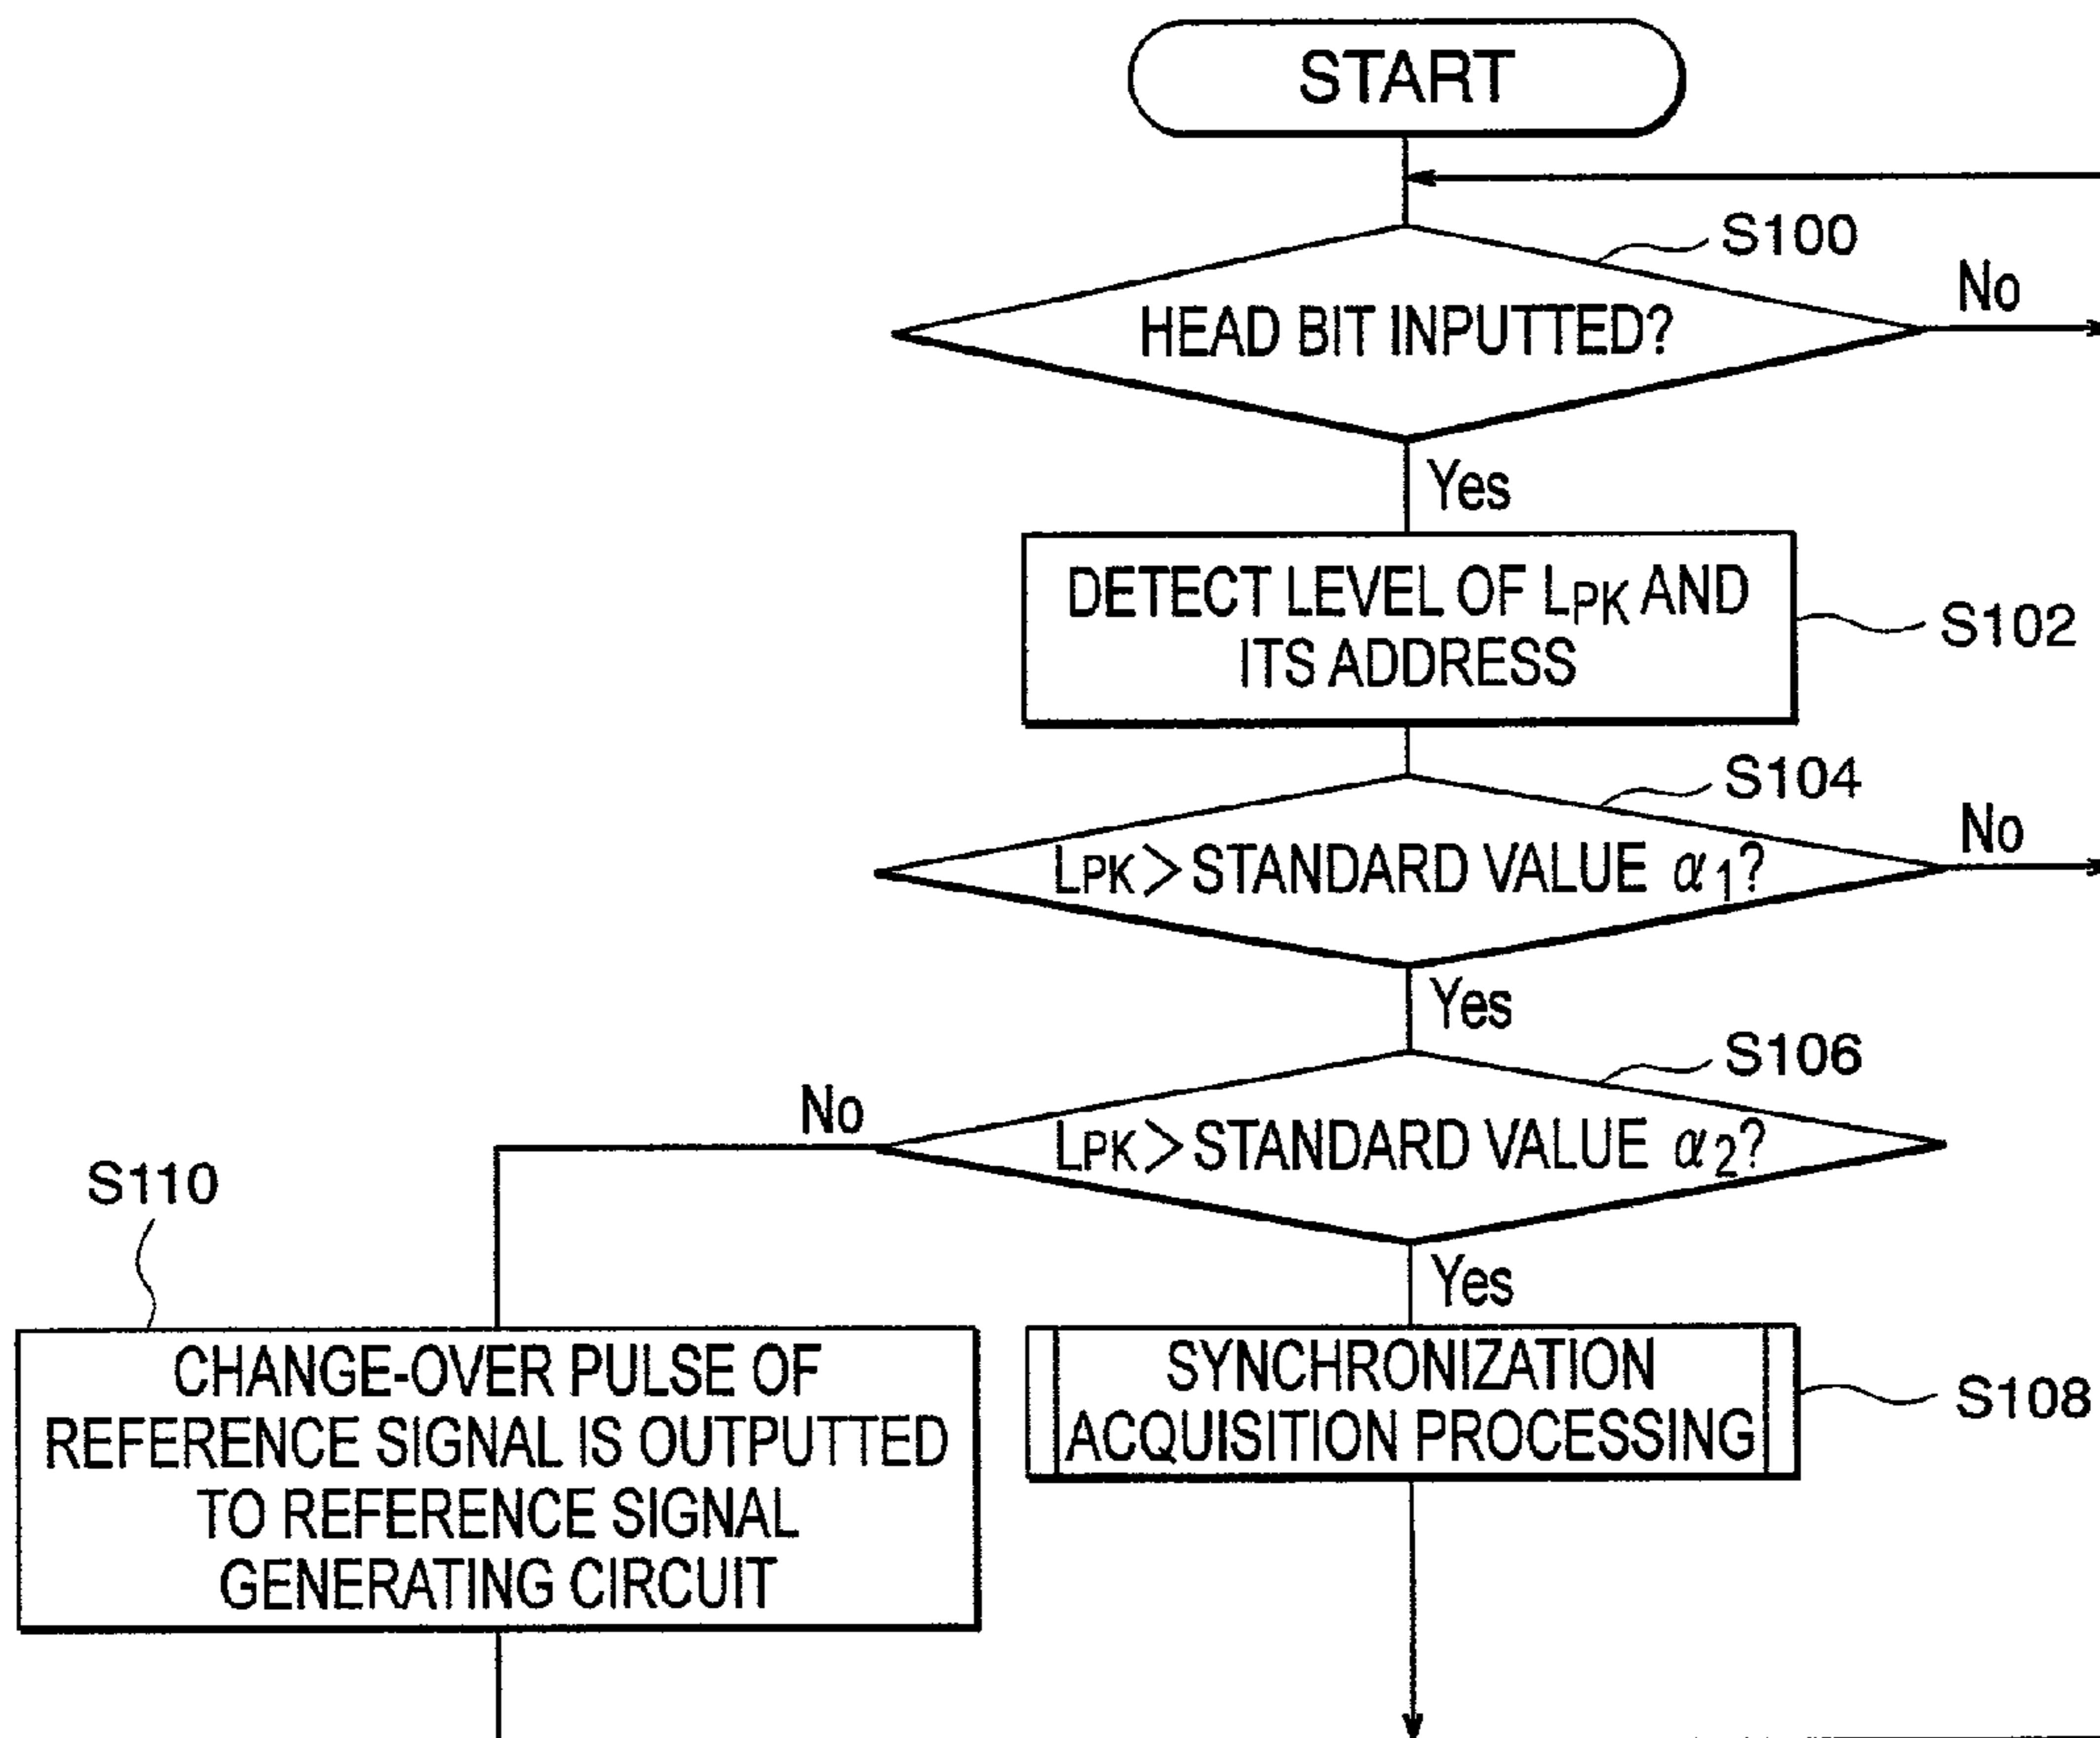 START
S100
HEAD BIT INPUTTED?
No
Yes
DETECT LEVEL OF LPK AND
ITS ADDRESS
S102
S104
LPK > STANDARD VALUE α1?
No
Yes
S106
No
LPK > STANDARD VALUE α2?
S110
Yes
CHANGE-OVER PULSE OF
REFERENCE SIGNAL IS OUTPUTTED
TO REFERENCE SIGNAL
GENERATING CIRCUIT
SYNCHRONIZATION
ACQUISITION PROCESSING
S108